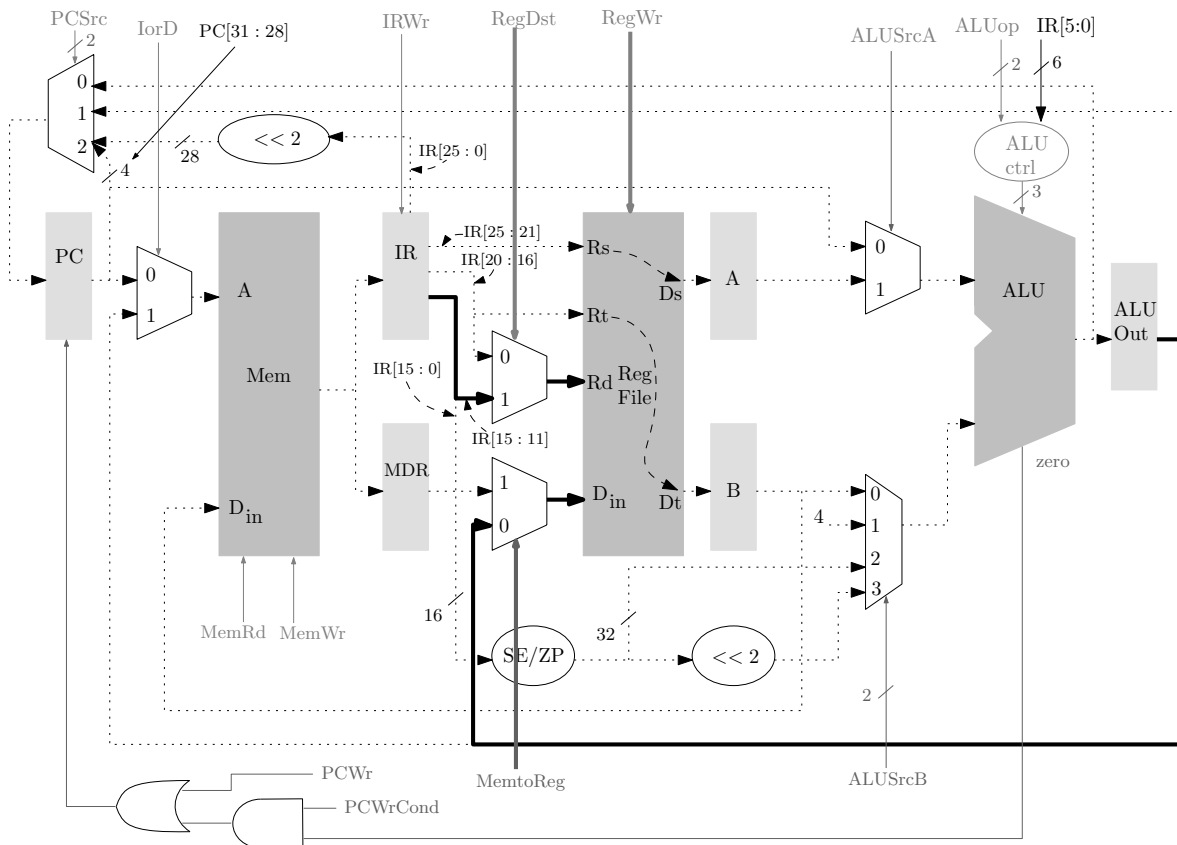 PCSrc
2
IorD
PC[31 : 28]
IRWr
RegDst
RegWr
ALUSrcA
ALUop
IR[5:0]
2
6
0
1
2
28
4
<< 2
IR[25 : 0]
ALU
ctrl
3
PC
0
1
A
Mem
D in
MemRd
MemWr
IR
IR[25 : 21]
IR[20 : 16]
IR[15 : 0]
IR[15 : 11]
MDR
0
1
1
0
Rs
Rt
Rd
Reg
File
D in
Ds
Dt
A
B
0
1
4
0
1
2
3
ALU
ALU
Out
zero
16
SE/ZP
32
<< 2
2
MemtoReg
ALUSrcB
PCWr
PCWrCond